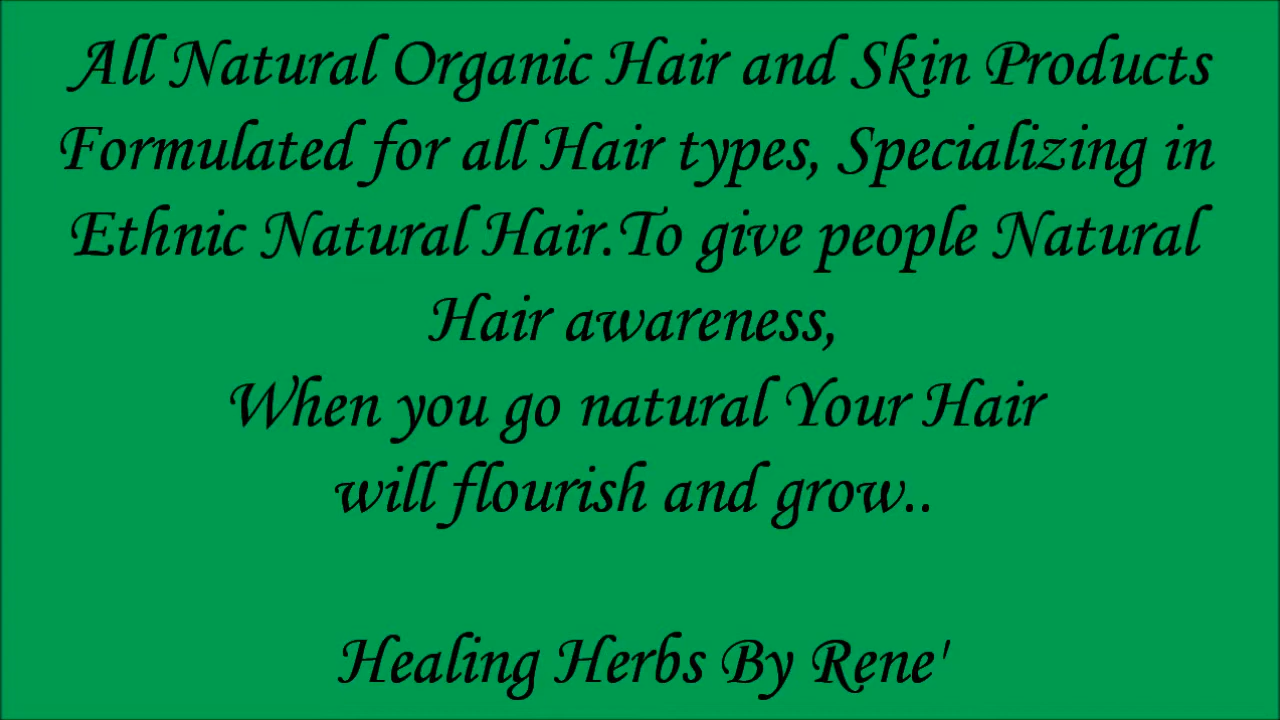 All Natural Organic Hair and Skin Products
Formulated for all Hair types, Specializing in
Ethnic Natural Hair.To give people Natural
Hair awareness,
When you go natural Your Hair
will flourish and grow..
Healing Herbs By Rene'